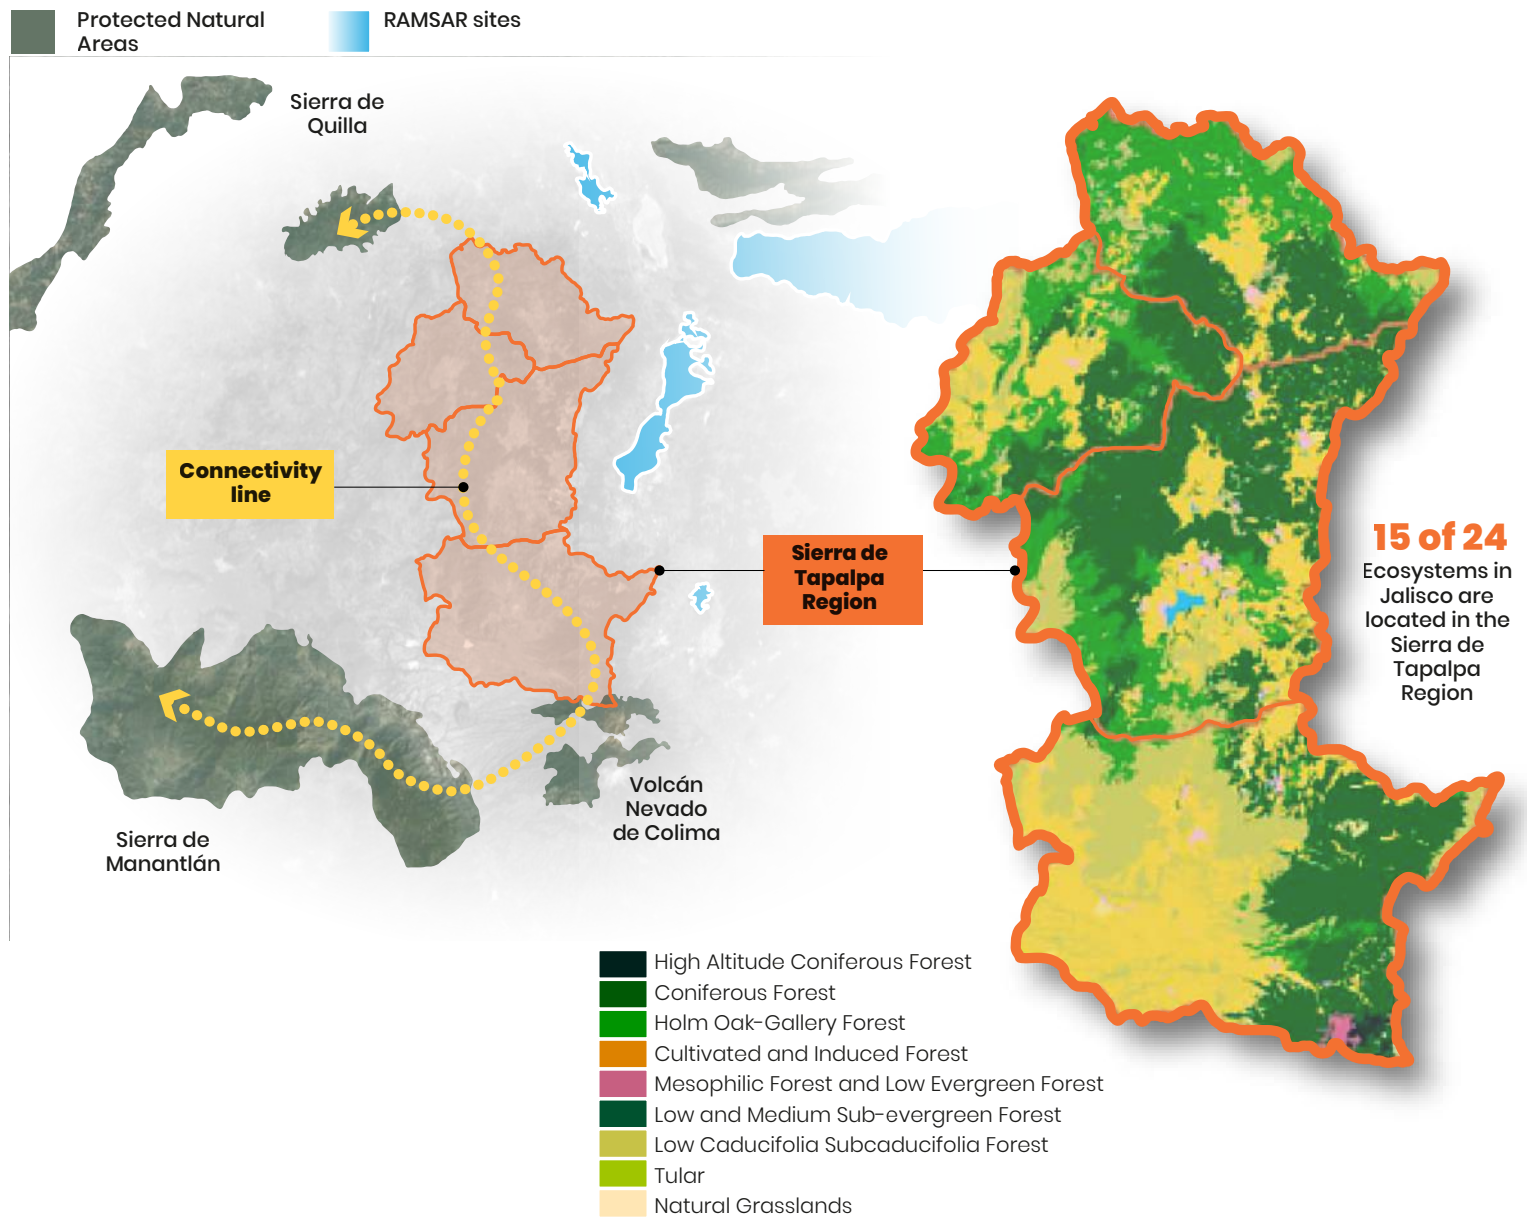 Protected Natural
Areas
RAMSAR sites
Sierra de
Quilla
Connectivity
line
Sierra de
Tapalpa
Region
15 of 24
Ecosystems in
Jalisco are
located in the
Sierra de
Tapalpa
Region
Volcán
Nevado
de Colima
Sierra de
Manantlán
High Altitude Coniferous Forest
Coniferous Forest
Holm Oak-Gallery Forest
Cultivated and Induced Forest
Mesophilic Forest and Low Evergreen Forest
Low and Medium Sub-evergreen Forest
Low Caducifolia Subcaducifolia Forest
Tular
Natural Grasslands